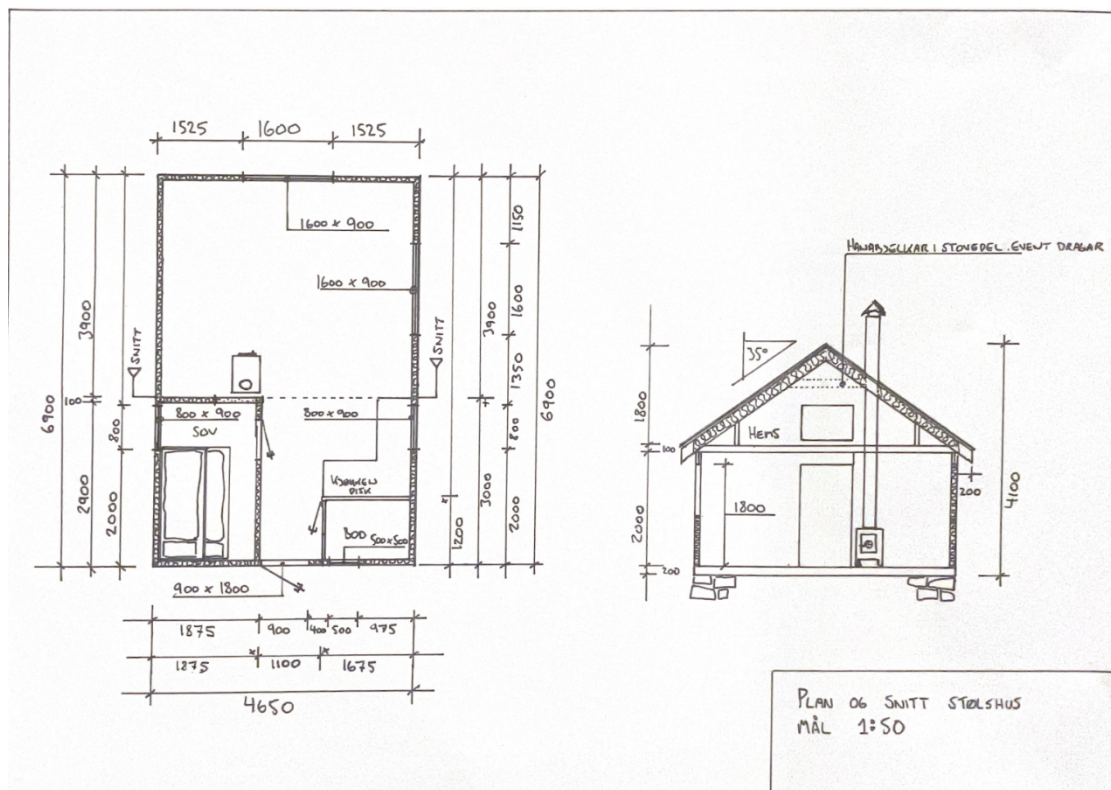 1525 1600 1525
1600 x 900
1600 x 900
6900
3900
100
2900
800
2000
SNITT
SNITT
800 x 900
800 x 900
SOV
KJØKKEN
DISK
BOD
500x500
900 x 1800
1150
1600
1350
800
2000
3900
3000
1200
6900
1875 900 400 500 975
1875 1100 1675
4650
HANABJELKAR I STOVEDEL. EVENT DRAGAR
35°
HEMS
1800
100
2000
200
1800
200
4100
PLAN OG SNITT STØLSHUS
MÅL 1:50